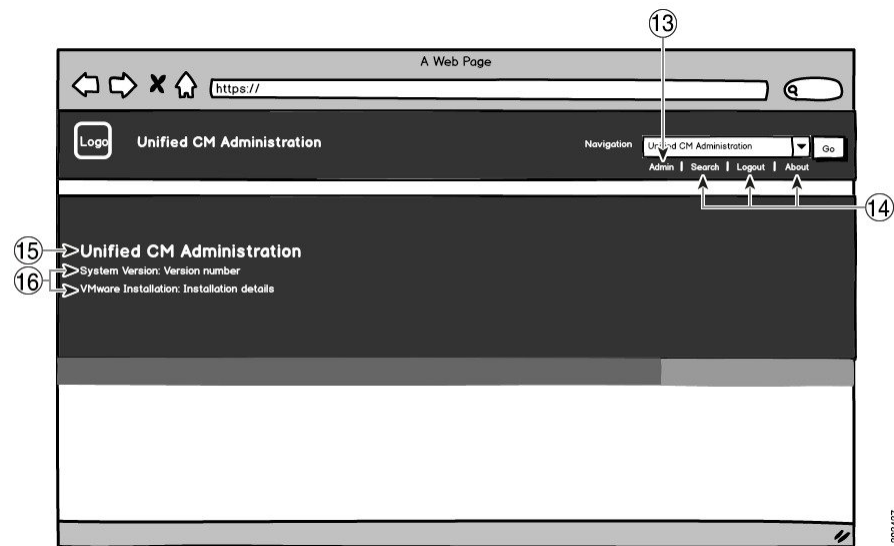 13
A Web Page
https://
Logo
Unified CM Administration
Navigation
Unified CM Administration
Go
Admin | Search | Logout | About
14
15
Unified CM Administration
16
System Version: Version number
VMware Installation: Installation details